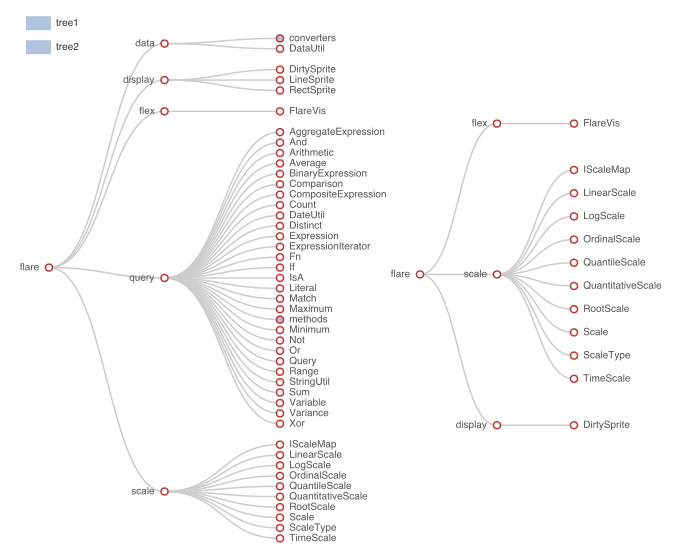 tree1
tree2
flare
data
converters
DataUtil
display
DirtySprite
LineSprite
RectSprite
flex
FlareVis
query
AggregateExpression
And
Arithmetic
Average
BinaryExpression
Comparison
CompositeExpression
Count
DateUtil
Distinct
Expression
ExpressionIterator
Fn
If
IsA
Literal
Match
Maximum
methods
Minimum
Not
Or
Query
Range
StringUtil
Sum
Variable
Variance
Xor
scale
IScaleMap
LinearScale
LogScale
OrdinalScale
QuantileScale
QuantitativeScale
RootScale
Scale
ScaleType
TimeScale
flare
flex
FlareVis
scale
IScaleMap
LinearScale
LogScale
OrdinalScale
QuantileScale
QuantitativeScale
RootScale
Scale
ScaleType
TimeScale
display
DirtySprite